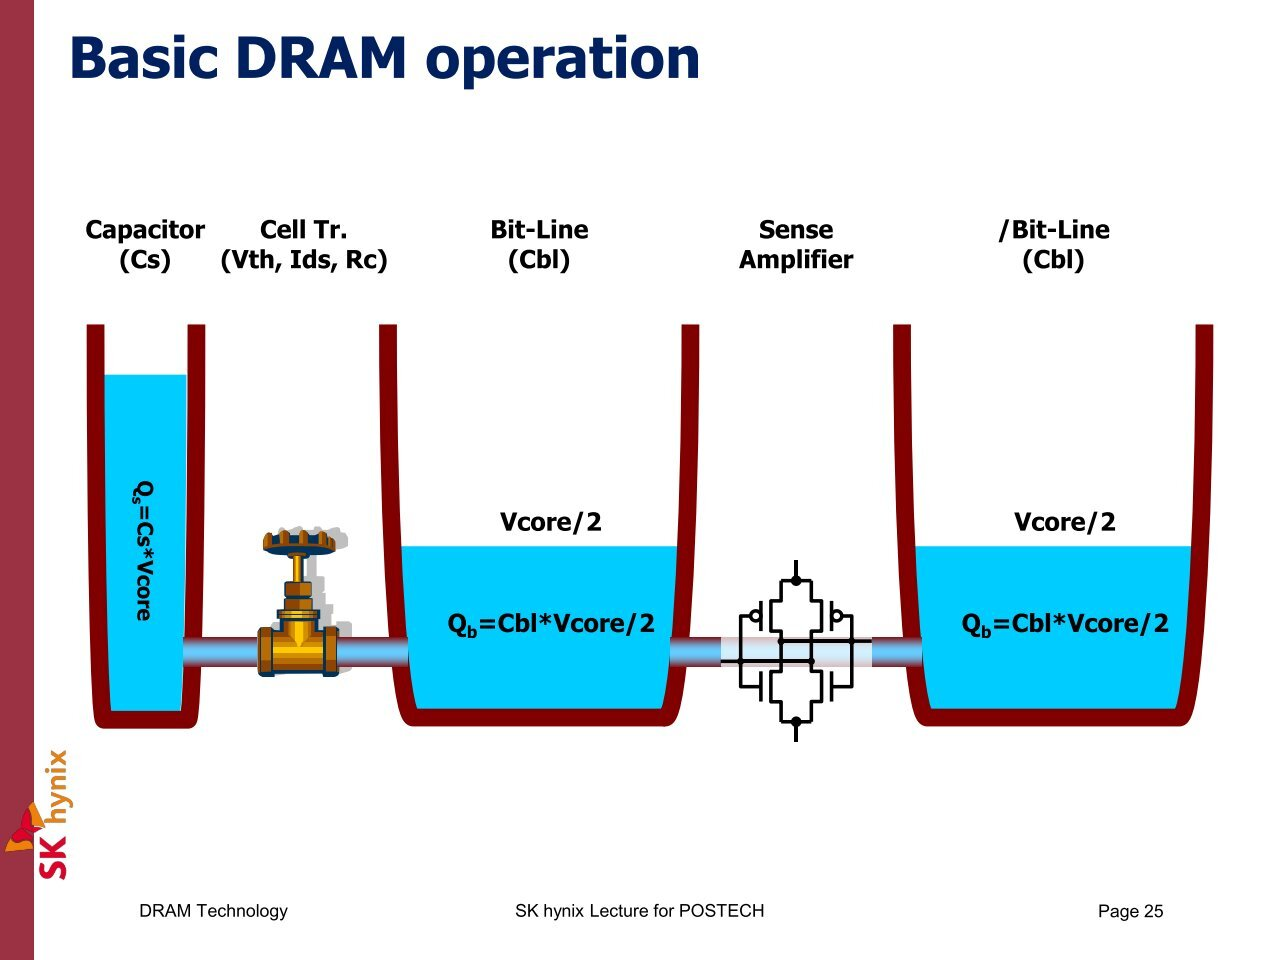 Basic DRAM operation
Capacitor
(Cs)
Cell Tr.
(Vth, Ids, Rc)
Bit-Line
(Cbl)
Sense
Amplifier
/Bit-Line
(Cbl)
Qs=Cs*Vcore
Vcore/2
Qb=Cbl*Vcore/2
Vcore/2
Qb=Cbl*Vcore/2
SK hynix
DRAM Technology
SK hynix Lecture for POSTECH
Page 25